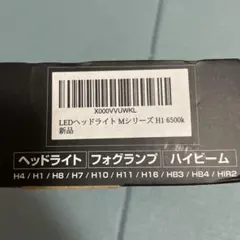 X000VVUWKL
LEDヘッドライト Mシリーズ H1 6500k
新品
ヘッドライト フォグランプ ハイビーム
H4 / H1 / H8 / H7 / H10 / H11 / H16 / HB3 / HB4 / HIR2